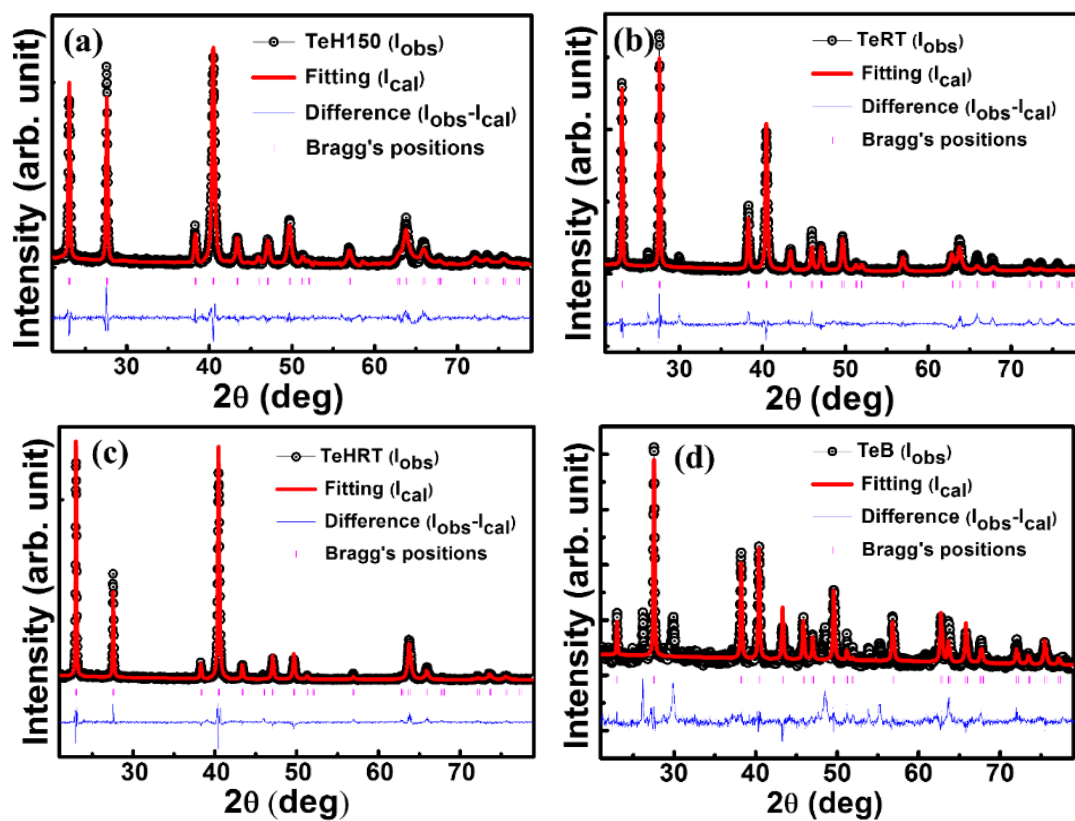 (a)
TeH150 (Iobs)
Fitting (Ical)
Difference (Iobs-Ical)
Bragg's positions
Intensity (arb. unit)
30 40 50 60 70
2θ (deg)
(b)
TeRT (Iobs)
Fitting (Ical)
Difference (Iobs-Ical)
Bragg's positions
Intensity (arb. unit)
30 40 50 60 70
2θ (deg)
(c)
TeHRT (Iobs)
Fitting (Ical)
Difference (Iobs-Ical)
Bragg's positions
Intensity (arb. unit)
30 40 50 60 70
2θ (deg)
(d)
TeB (Iobs)
Fitting (Ical)
Difference (Iobs-Ical)
Bragg's positions
Intensity (arb. unit)
30 40 50 60 70
2θ (deg)